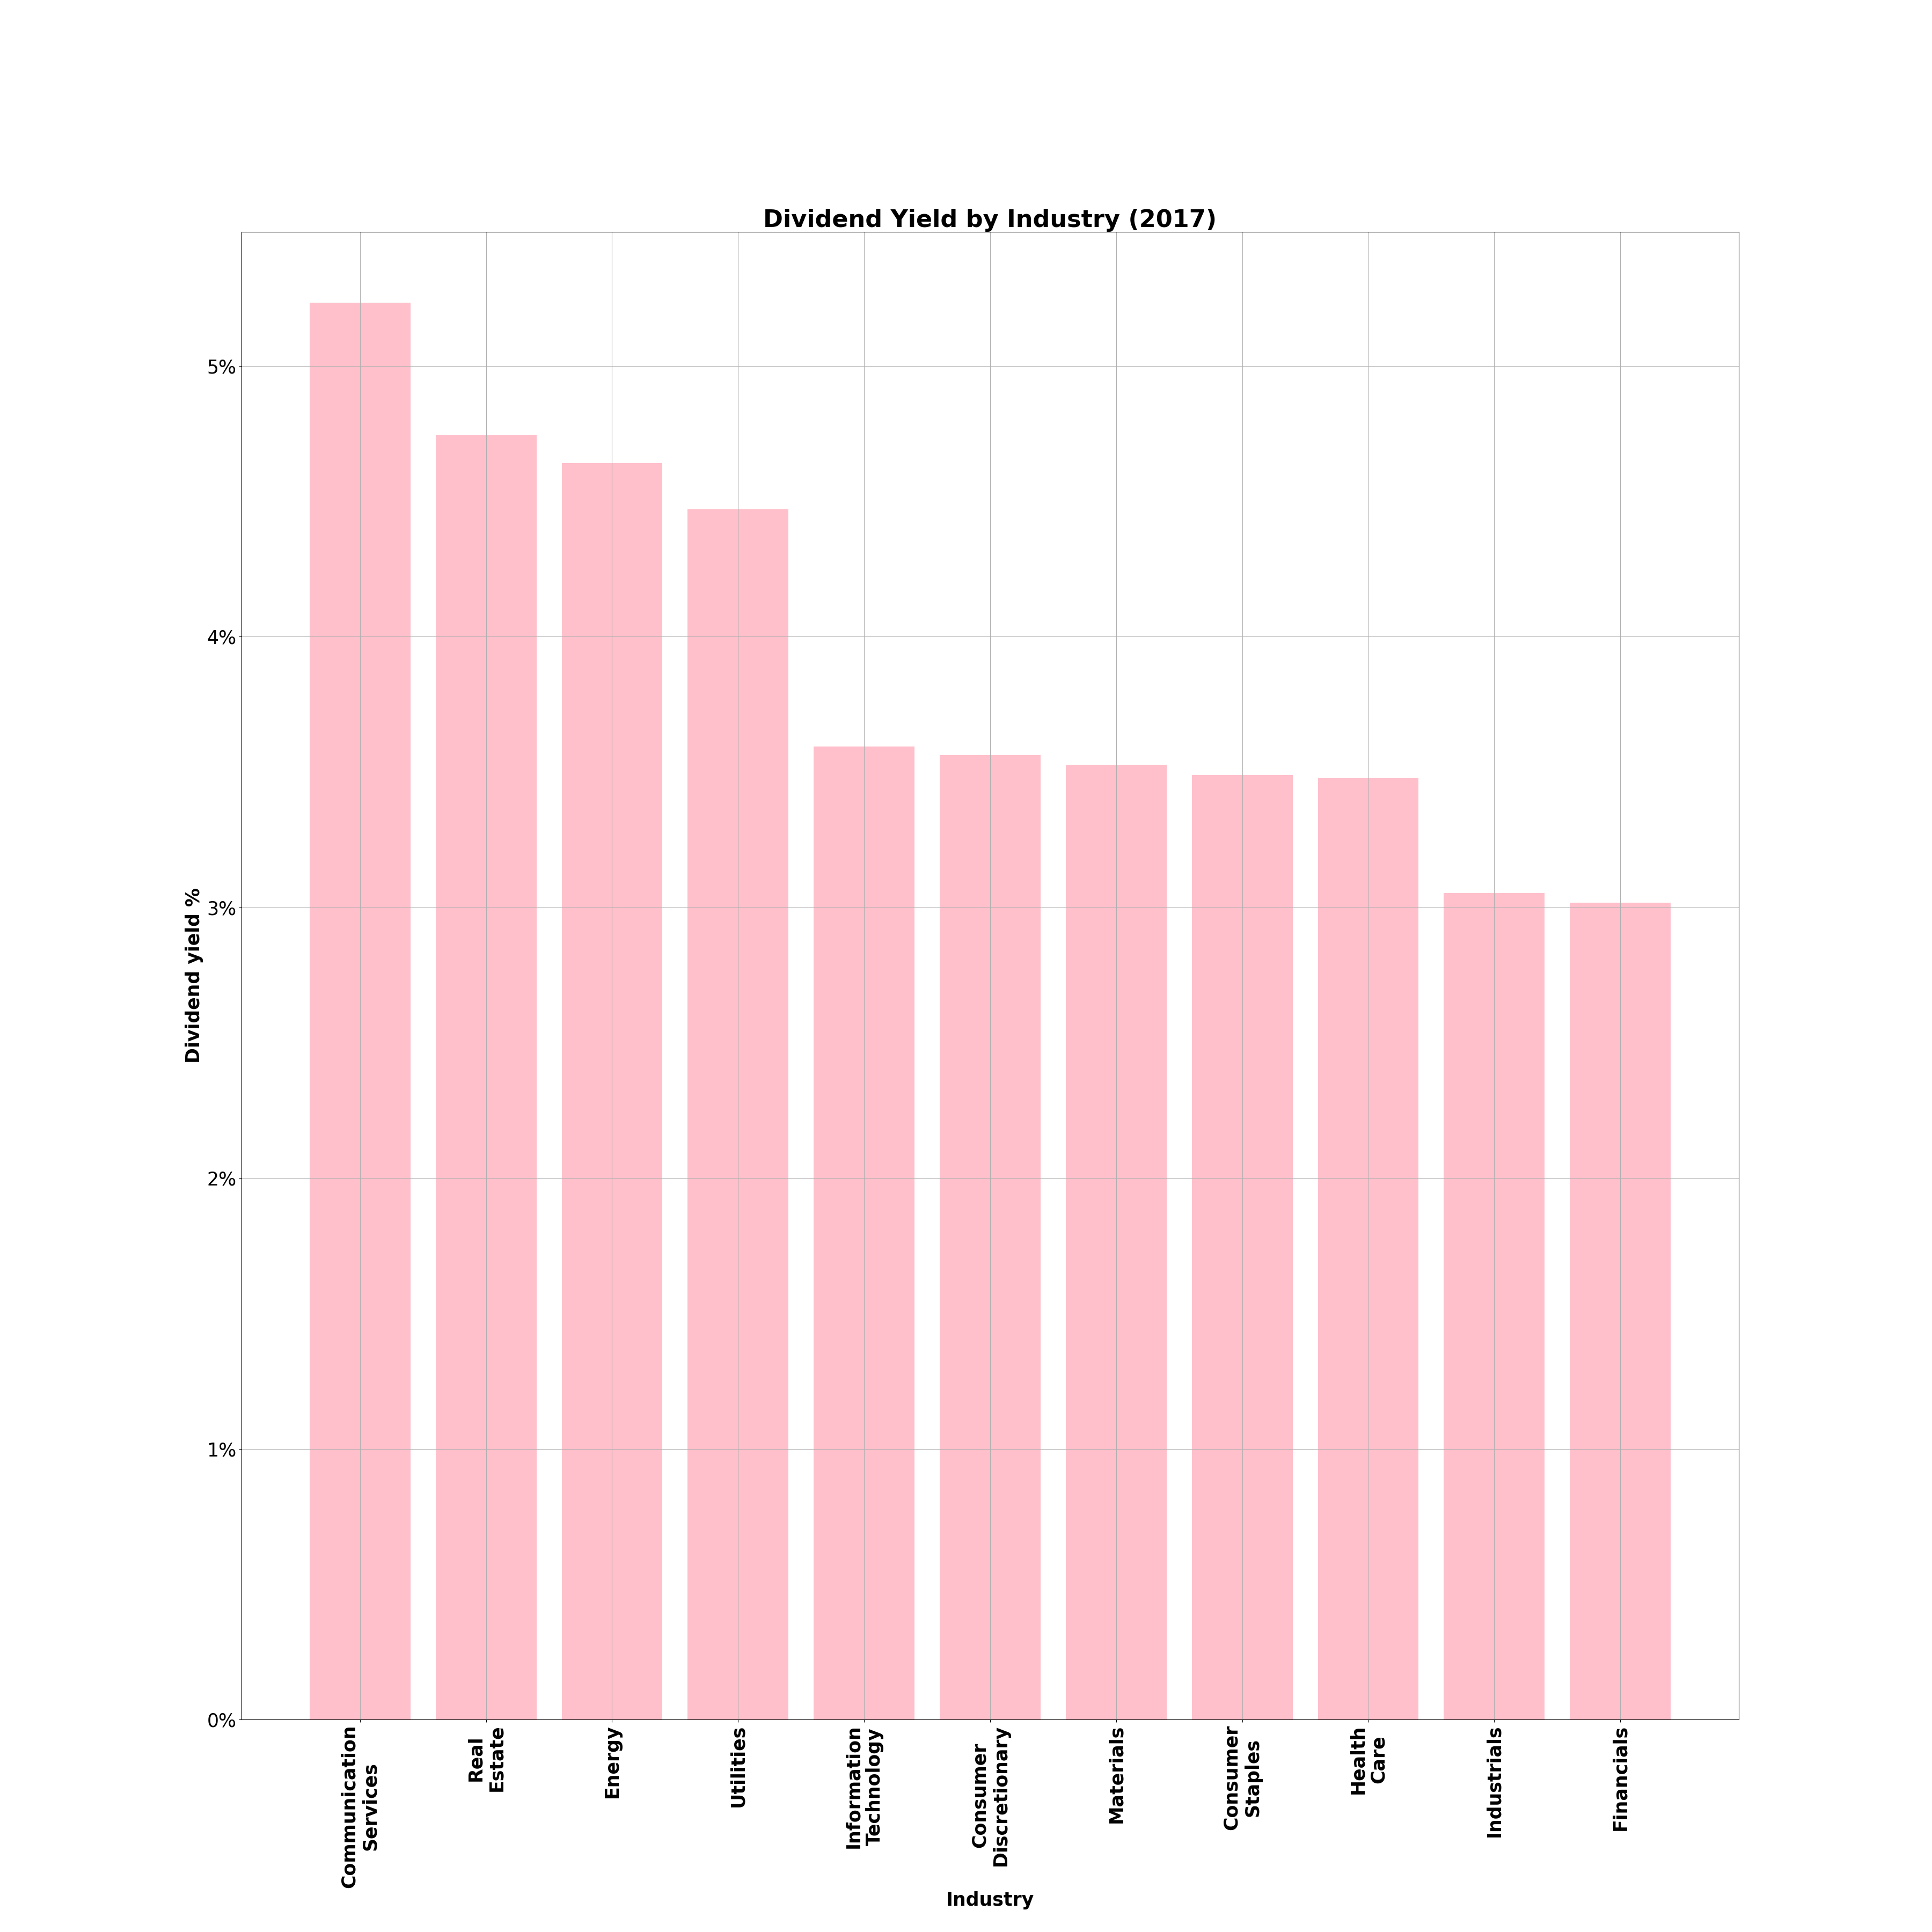 Dividend Yield by Industry (2017)
Dividend yield %
5%
4%
3%
2%
1%
0%
Communication
Services
Real
Estate
Energy
Utilities
Information
Technology
Consumer
Discretionary
Materials
Consumer
Staples
Health
Care
Industrials
Financials
Industry